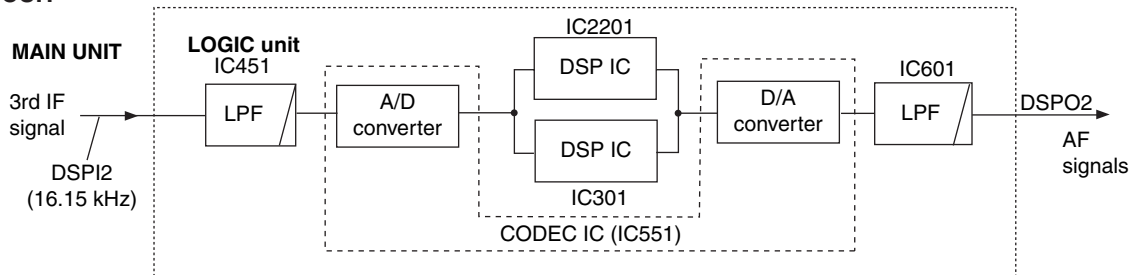 MAIN UNIT
LOGIC unit
IC451
3rd IF
signal
DSPI2
(16.15 kHz)
LPF
A/D
converter
IC2201
DSP IC
DSP IC
IC301
D/A
converter
CODEC IC (IC551)
IC601
LPF
DSPO2
AF
signals